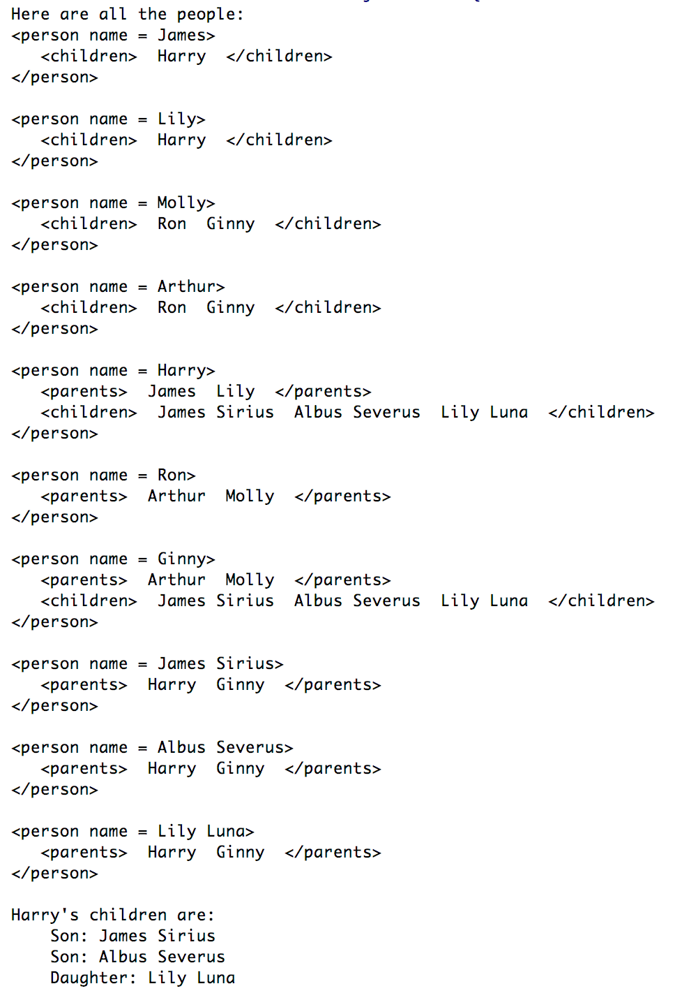 Here are all the people:
<person name = James>
   <children>  Harry  </children>
</person>

<person name = Lily>
   <children>  Harry  </children>
</person>

<person name = Molly>
   <children>  Ron  Ginny  </children>
</person>

<person name = Arthur>
   <children>  Ron  Ginny  </children>
</person>

<person name = Harry>
   <parents>  James  Lily  </parents>
   <children>  James Sirius  Albus Severus  Lily Luna  </children>
</person>

<person name = Ron>
   <parents>  Arthur  Molly  </parents>
</person>

<person name = Ginny>
   <parents>  Arthur  Molly  </parents>
   <children>  James Sirius  Albus Severus  Lily Luna  </children>
</person>

<person name = James Sirius>
   <parents>  Harry  Ginny  </parents>
</person>

<person name = Albus Severus>
   <parents>  Harry  Ginny  </parents>
</person>

<person name = Lily Luna>
   <parents>  Harry  Ginny  </parents>
</person>

Harry's children are:
    Son: James Sirius
    Son: Albus Severus
    Daughter: Lily Luna